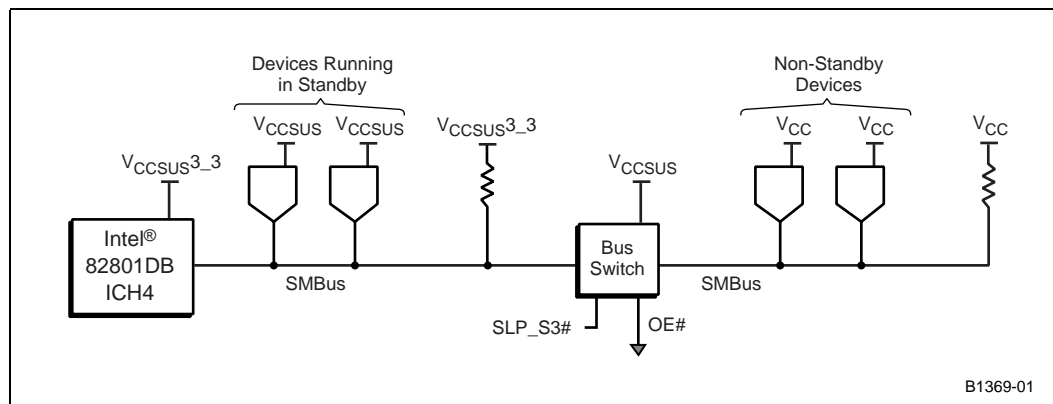 Devices Running
in Standby
Non-Standby
Devices
VCCSUS
VCCSUS
VCCSUS3_3
VCC
VCC
VCC
VCCSUS3_3
VCCSUS
Intel®
82801DB
ICH4
Bus
Switch
SMBus
SMBus
SLP_S3#
OE#
B1369-01